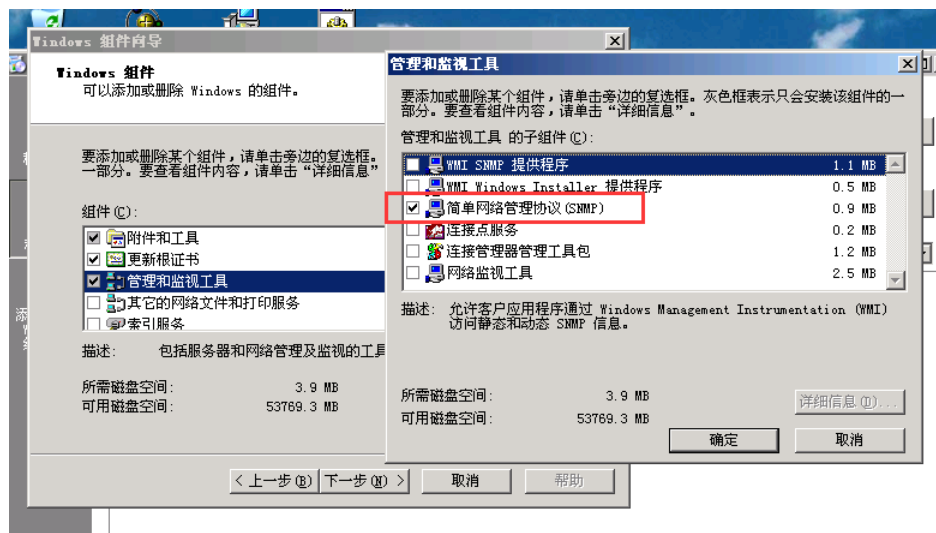 Windows 组件向导
Windows 组件
可以添加或删除 Windows 的组件。
要添加或删除某个组件，请单击旁边的复选框。
一部分。要查看组件内容，请单击“详细信息”
组件(C):
附件和工具
更新根证书
管理和监视工具
其它的网络文件和打印服务
索引服务
描述: 包括服务器和网络管理及监视的工具
所需磁盘空间: 3.9 MB
可用磁盘空间: 53769.3 MB
< 上一步(B) 下一步(N) > 取消 帮助
管理和监视工具
要添加或删除某个组件，请单击旁边的复选框。灰色框表示只会安装该组件的一
部分。要查看组件内容，请单击“详细信息”。
管理和监视工具 的子组件(C):
WMI SNMP 提供程序 1.1 MB
WMI Windows Installer 提供程序 0.5 MB
简单网络管理协议(SNMP) 0.9 MB
连接点服务 0.2 MB
连接管理器管理工具包 1.2 MB
网络监视工具 2.5 MB
描述: 允许客户应用程序通过 Windows Management Instrumentation (WMI)
访问静态和动态 SNMP 信息。
所需磁盘空间: 3.9 MB
可用磁盘空间: 53769.3 MB
详细信息(D)...
确定 取消